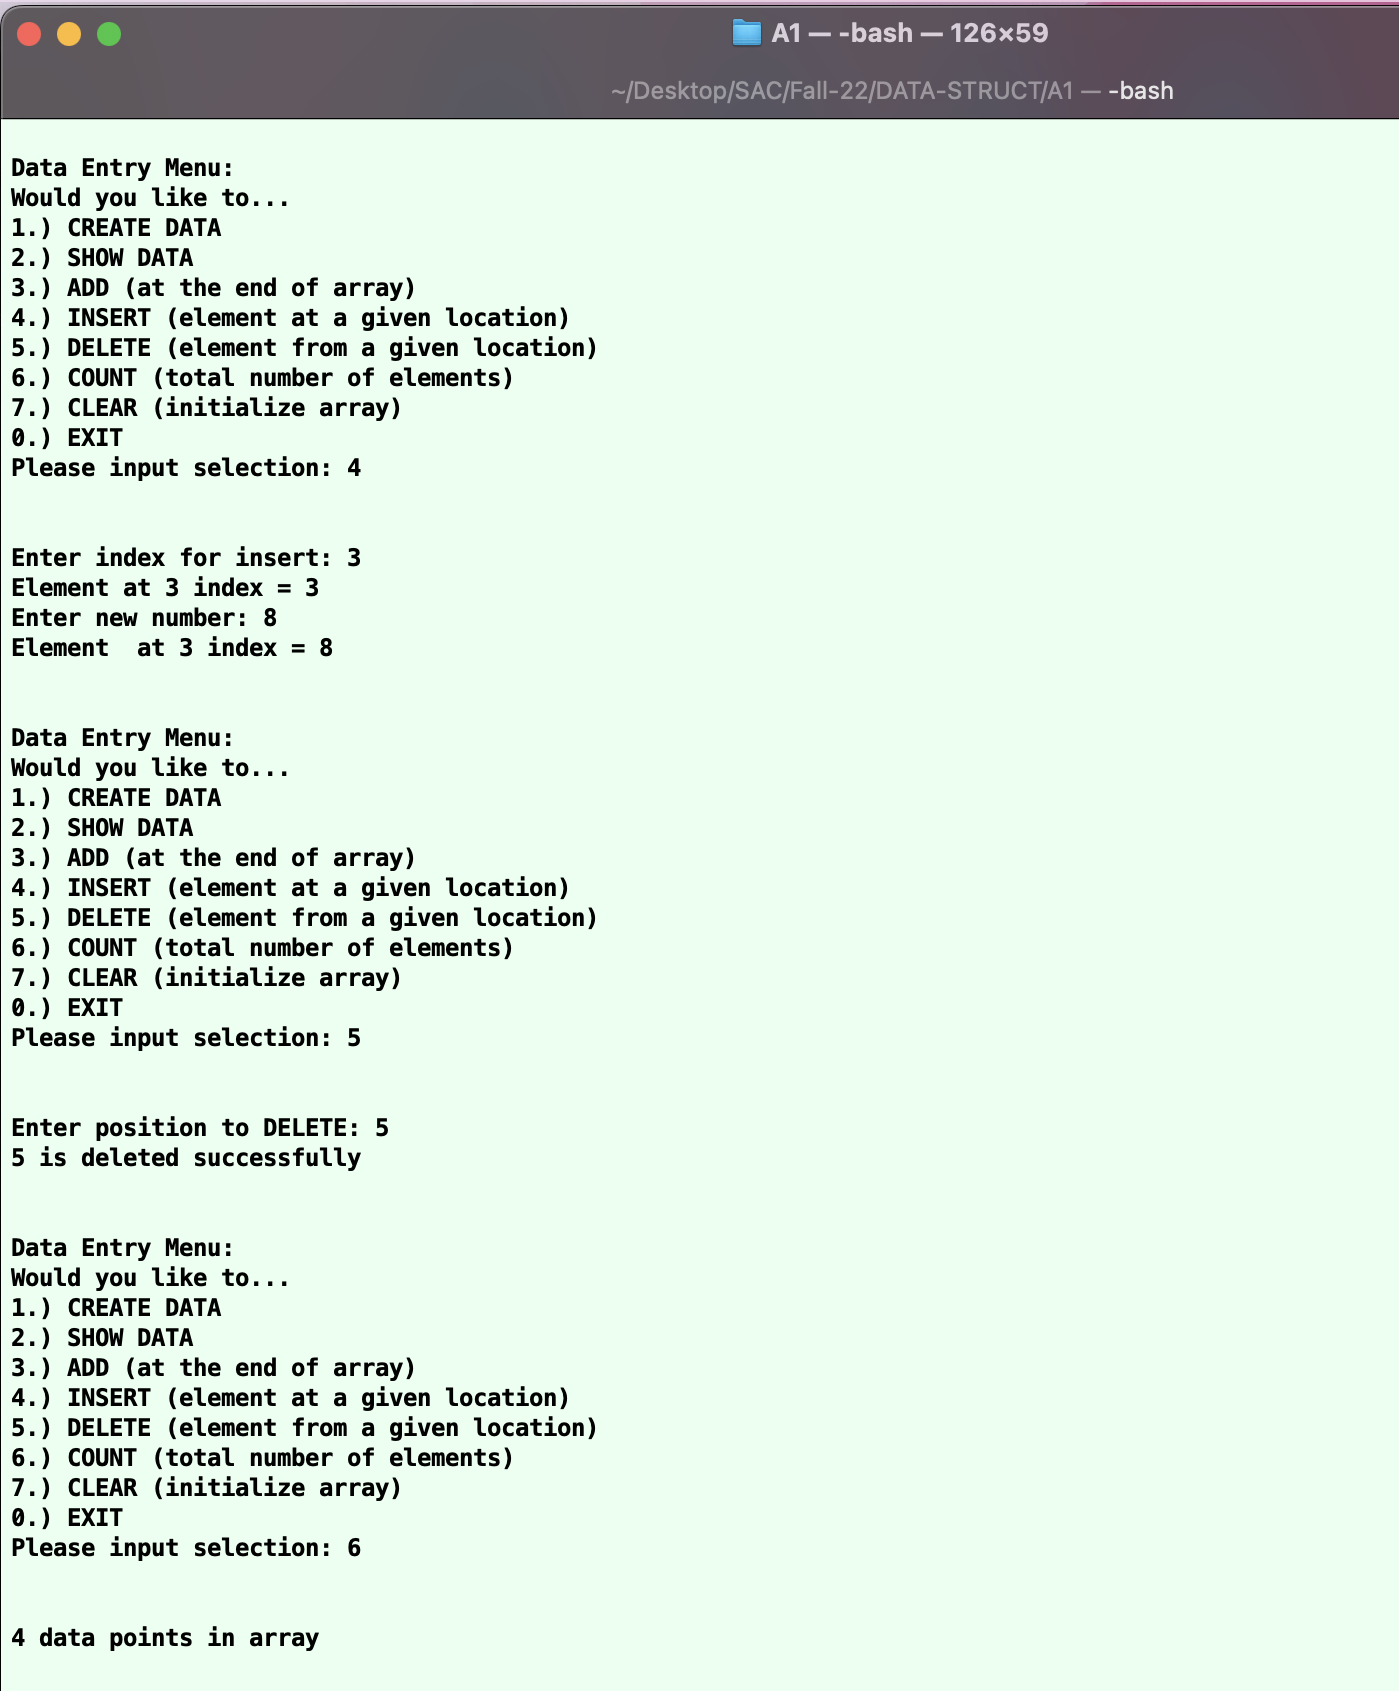 A1 — -bash — 126×59
~/Desktop/SAC/Fall-22/DATA-STRUCT/A1 — -bash
Data Entry Menu:
Would you like to...
1.) CREATE DATA
2.) SHOW DATA
3.) ADD (at the end of array)
4.) INSERT (element at a given location)
5.) DELETE (element from a given location)
6.) COUNT (total number of elements)
7.) CLEAR (initialize array)
0.) EXIT
Please input selection: 4
Enter index for insert: 3
Element at 3 index = 3
Enter new number: 8
Element  at 3 index = 8
Data Entry Menu:
Would you like to...
1.) CREATE DATA
2.) SHOW DATA
3.) ADD (at the end of array)
4.) INSERT (element at a given location)
5.) DELETE (element from a given location)
6.) COUNT (total number of elements)
7.) CLEAR (initialize array)
0.) EXIT
Please input selection: 5
Enter position to DELETE: 5
5 is deleted successfully
Data Entry Menu:
Would you like to...
1.) CREATE DATA
2.) SHOW DATA
3.) ADD (at the end of array)
4.) INSERT (element at a given location)
5.) DELETE (element from a given location)
6.) COUNT (total number of elements)
7.) CLEAR (initialize array)
0.) EXIT
Please input selection: 6
4 data points in array